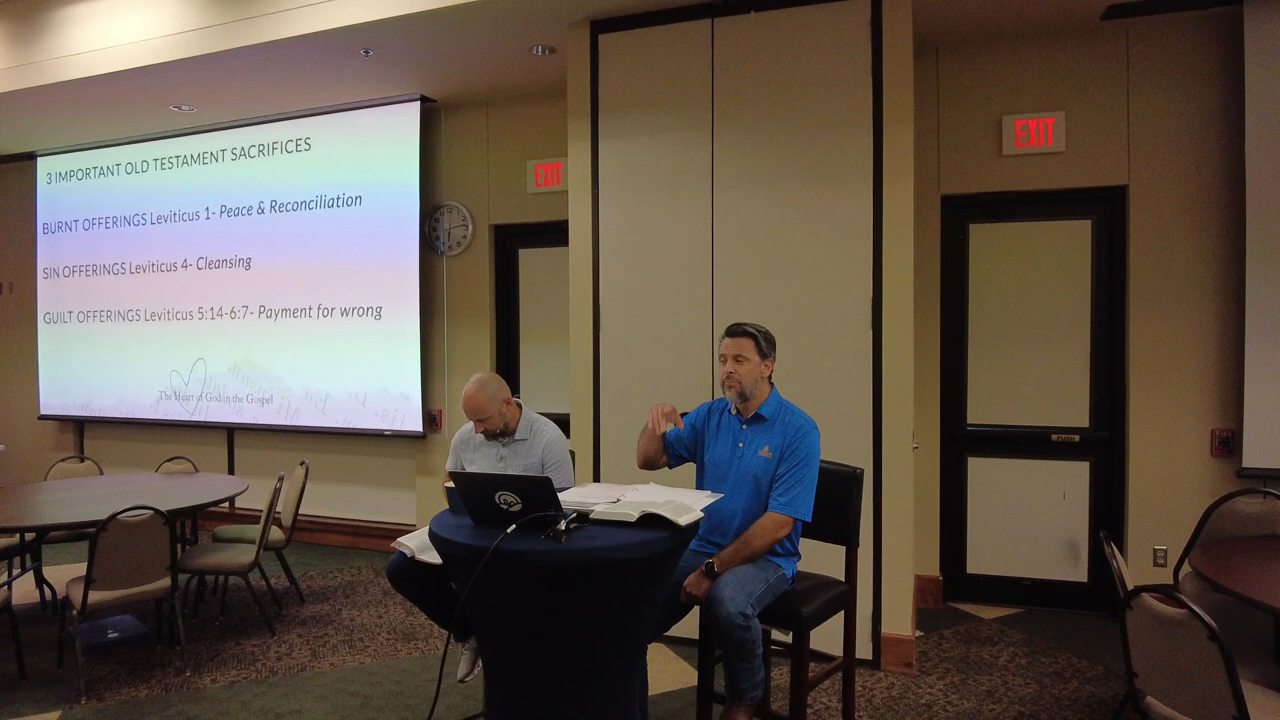 3 IMPORTANT OLD TESTAMENT SACRIFICES
BURNT OFFERINGS Leviticus 1- Peace & Reconciliation
SIN OFFERINGS Leviticus 4- Cleansing
GUILT OFFERINGS Leviticus 5:14-6:7- Payment for wrong
The Heart of God in the Gospel
EXIT
EXIT
PUSH